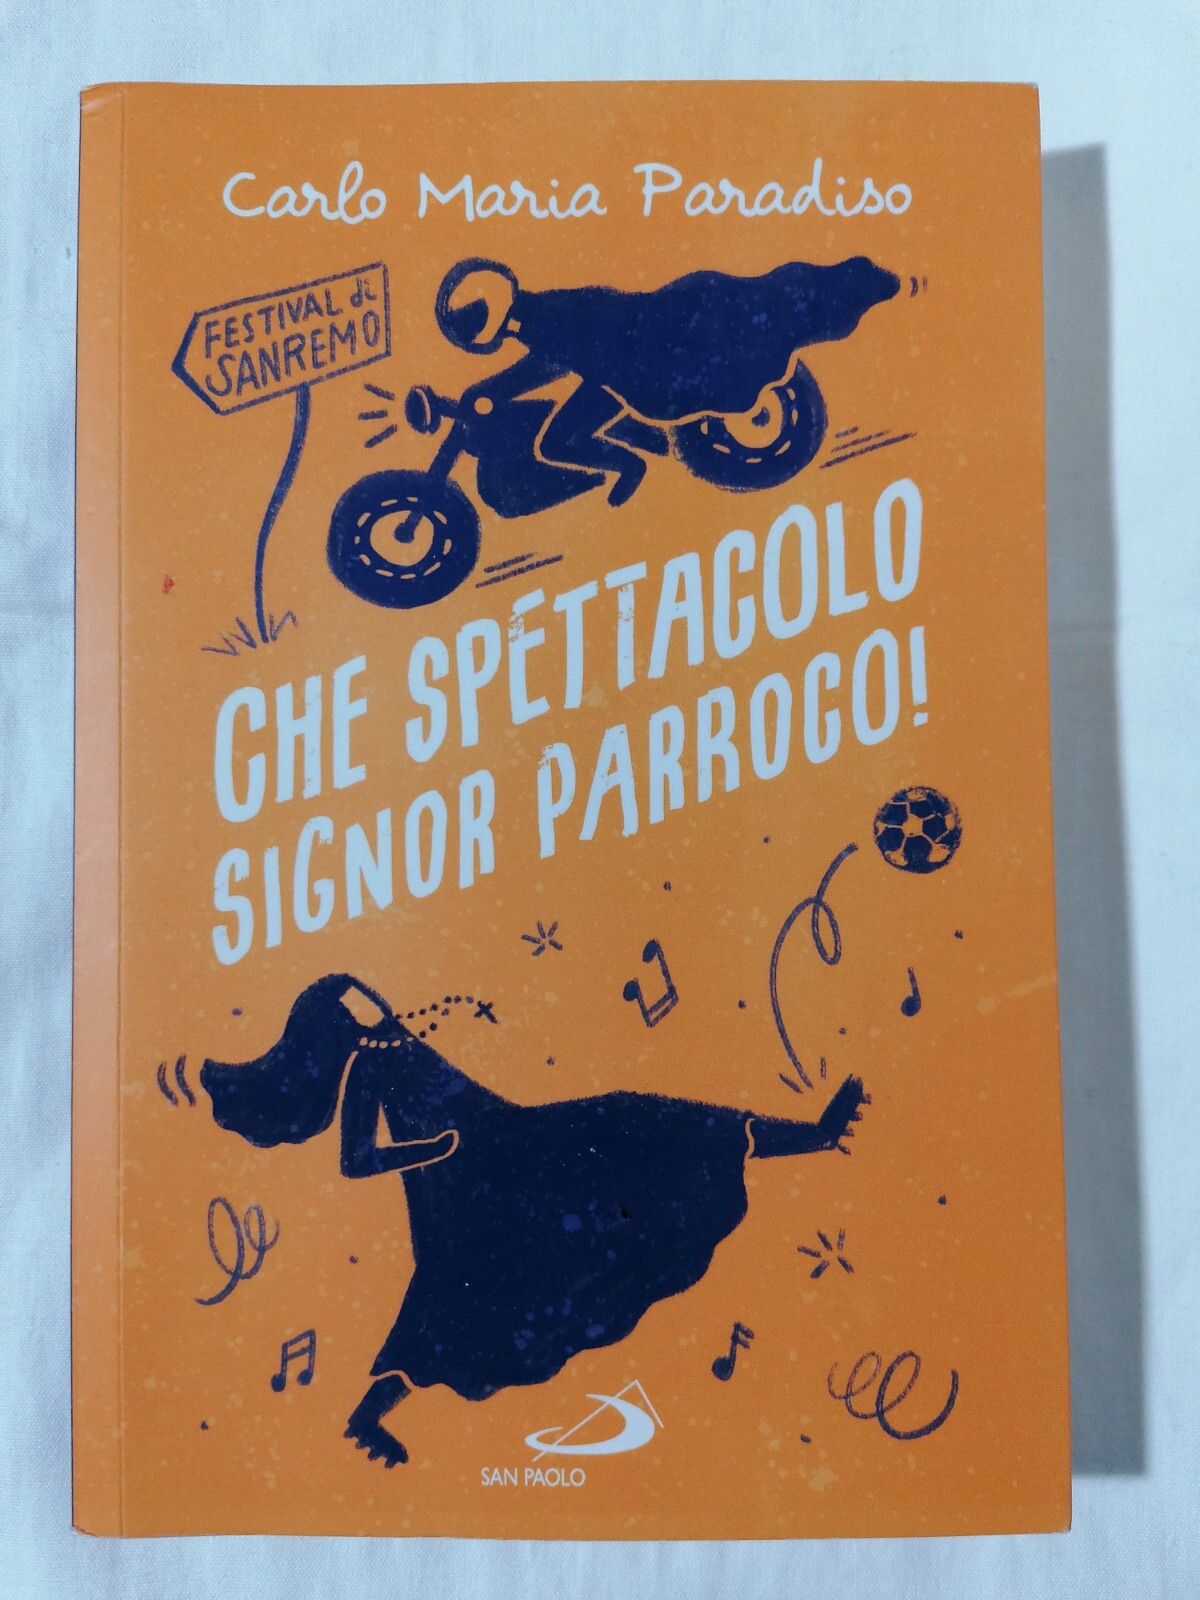 Carlo Maria Paradiso
FESTIVAL di
SANREMO
CHE SPETTACOLO
SIGNOR PARROCO!
SAN PAOLO